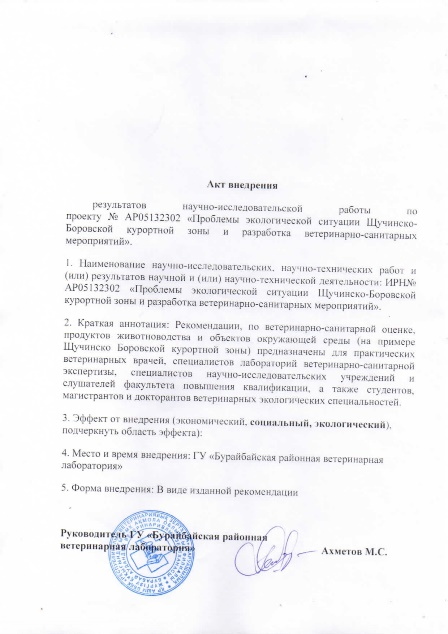 Акт внедрения
результатов научно-исследовательской работы по
проекту № АР05132302 «Проблемы экологической ситуации Щучинско-
Боровской курортной зоны и разработка ветеринарно-санитарных
мероприятий».
1. Наименование научно-исследовательских, научно-технических работ и
(или) результатов научной и (или) научно-технической деятельности: ИРН№
АР05132302 «Проблемы экологической ситуации Щучинско-Боровской
курортной зоны и разработка ветеринарно-санитарных мероприятий».
2. Краткая аннотация: Рекомендации, по ветеринарно-санитарной оценке,
продуктов животноводства и объектов окружающей среды (на примере
Щучинско Боровской курортной зоны) предназначены для практических
ветеринарных врачей, специалистов лабораторий ветеринарно-санитарной
экспертизы, специалистов научно-исследовательских учреждений и
слушателей факультета повышения квалификации, а также студентов,
магистрантов и докторантов ветеринарных экологических специальностей.
3. Эффект от внедрения (экономический, социальный, экологический),
подчеркнуть область эффекта):
4. Место и время внедрения: ГУ «Бурайбайская районная ветеринарная
лаборатория»
5. Форма внедрения: В виде изданной рекомендации
Руководитель ГУ «Бурайбайская районная
ветеринарная лаборатория» Ахметов М.С.